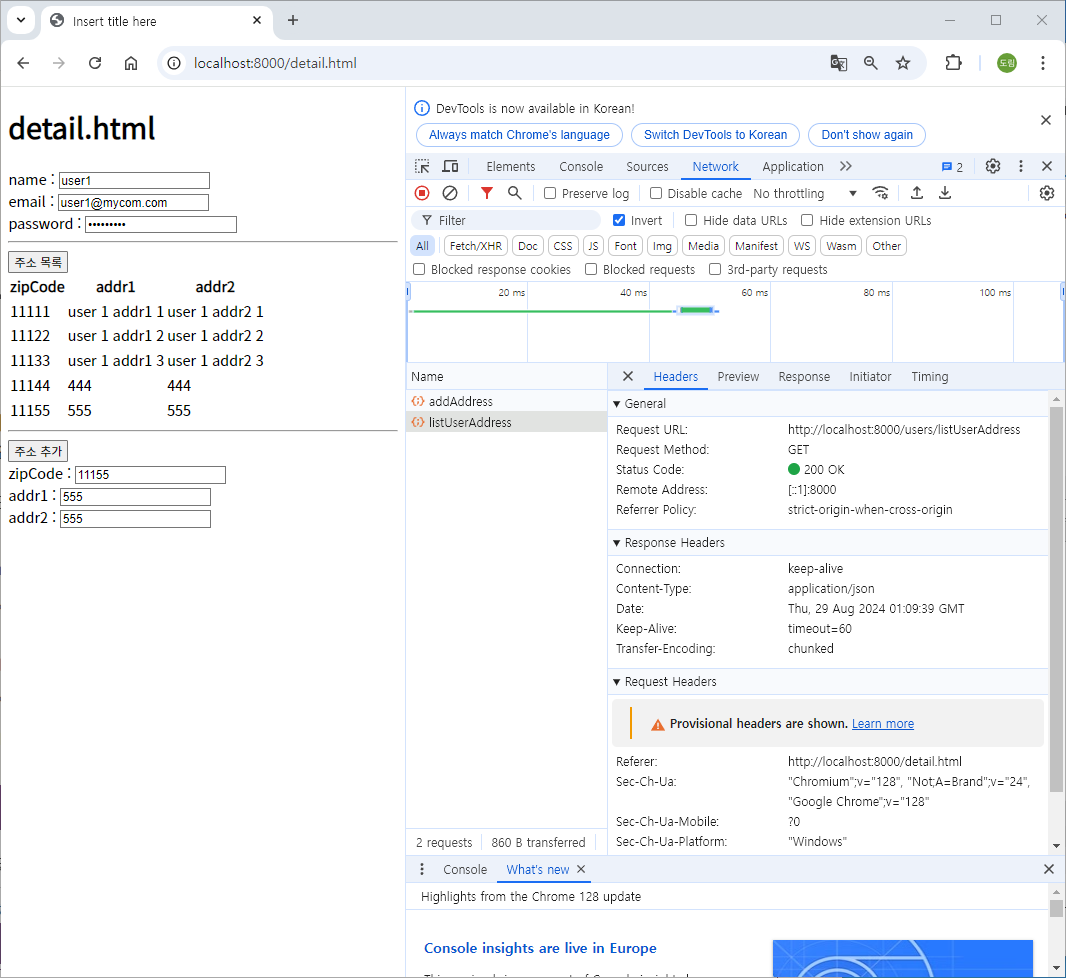 Insert title here
localhost:8000/detail.html
도림
detail.html
name : user1
email : user1@mycom.com
password : •••••••••
주소 목록
zipCode addr1 addr2
11111 user 1 addr1 1 user 1 addr2 1
11122 user 1 addr1 2 user 1 addr2 2
11133 user 1 addr1 3 user 1 addr2 3
11144 444 444
11155 555 555
주소 추가
zipCode : 11155
addr1 : 555
addr2 : 555
DevTools is now available in Korean!
Always match Chrome's language Switch DevTools to Korean Don't show again
Elements Console Sources Network Application 2
Preserve log Disable cache No throttling
Filter Invert Hide data URLs Hide extension URLs
All Fetch/XHR Doc CSS JS Font Img Media Manifest WS Wasm Other
Blocked response cookies Blocked requests 3rd-party requests
20 ms 40 ms 60 ms 80 ms 100 ms
Name
addAddress
listUserAddress
2 requests 860 B transferred
Headers Preview Response Initiator Timing
General
Request URL: http://localhost:8000/users/listUserAddress
Request Method: GET
Status Code: 200 OK
Remote Address: [::1]:8000
Referrer Policy: strict-origin-when-cross-origin
Response Headers
Connection: keep-alive
Content-Type: application/json
Date: Thu, 29 Aug 2024 01:09:39 GMT
Keep-Alive: timeout=60
Transfer-Encoding: chunked
Request Headers
Provisional headers are shown. Learn more
Referer: http://localhost:8000/detail.html
Sec-Ch-Ua: "Chromium";v="128", "Not;A=Brand";v="24",
"Google Chrome";v="128"
Sec-Ch-Ua-Mobile: ?0
Sec-Ch-Ua-Platform: "Windows"
Console What's new
Highlights from the Chrome 128 update
Console insights are live in Europe